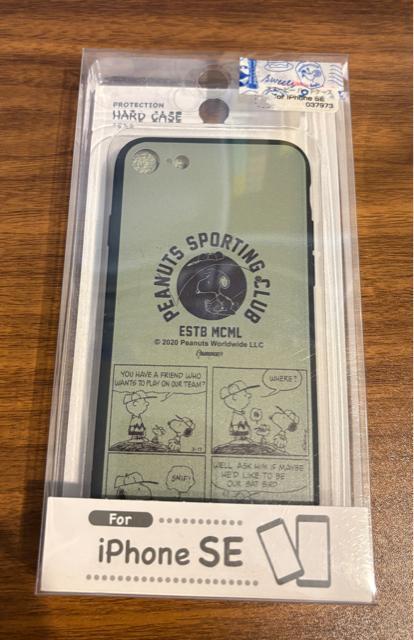 PROTECTION
HARD CASE
for iPhone SE
037973
PEANUTS SPORTING CLUB
ESTB MCML
© 2020 Peanuts Worldwide LLC
YOU HAVE A FRIEND WHO
WANTS TO PLAY ON OUR TEAM?
WHERE?
SNIF!
WELL, ASK HIM IF MAYBE
HE'D LIKE TO BE
OUR BAT BIRD
For
iPhone SE